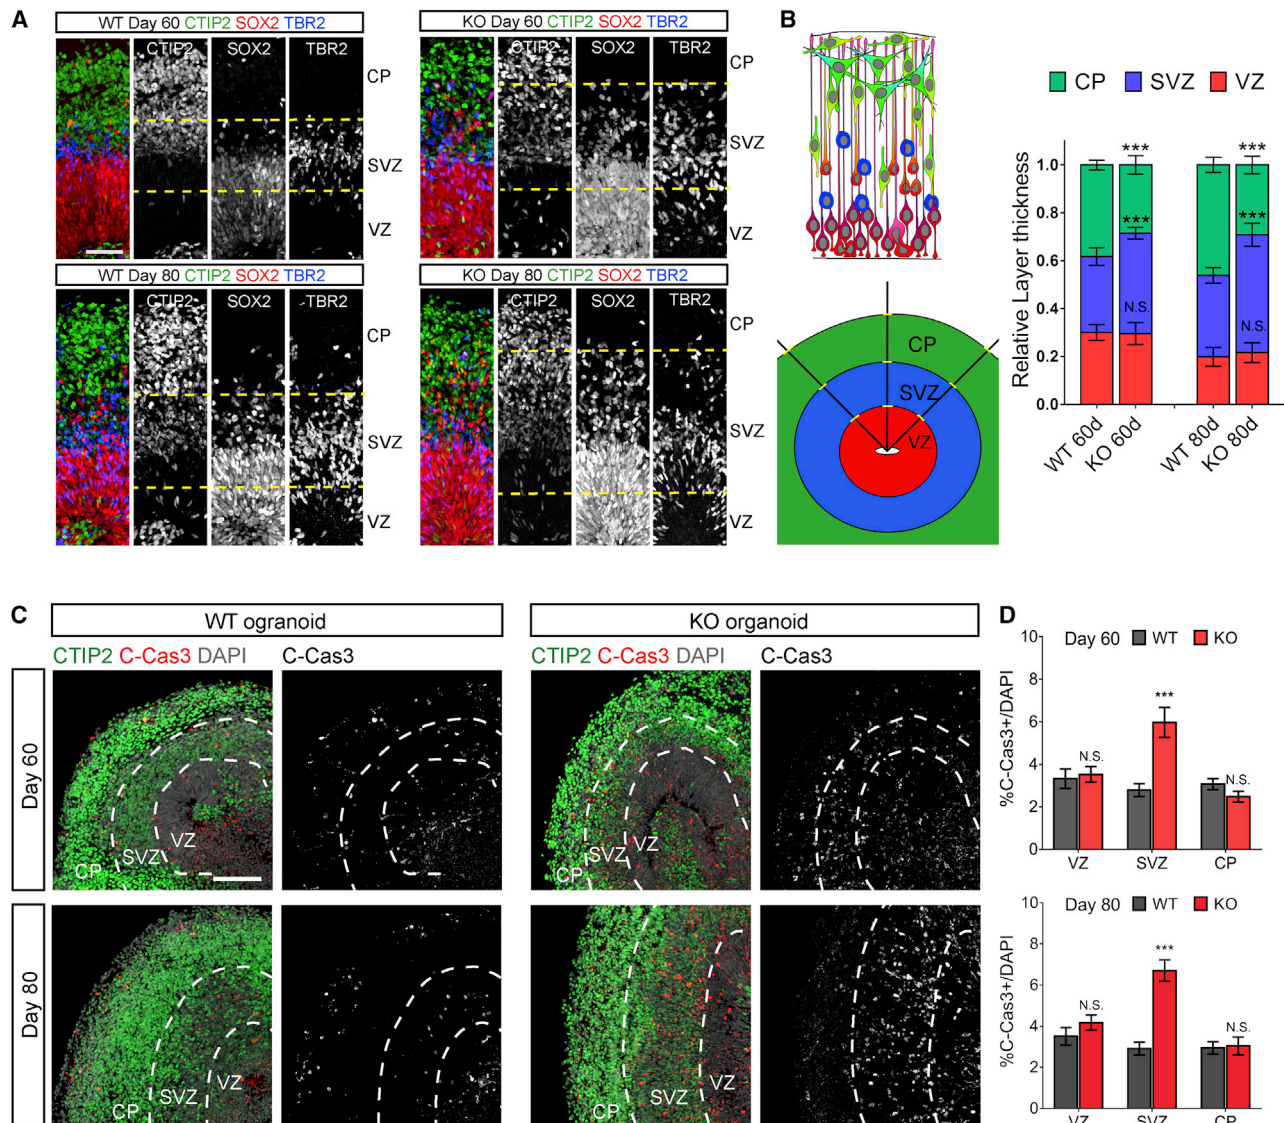 A
WT Day 60 CTIP2 SOX2 TBR2
CTIP2 SOX2 TBR2
CP
SVZ
VZ
KO Day 60 CTIP2 SOX2 TBR2
CTIP2 SOX2 TBR2
CP
SVZ
VZ
WT Day 80 CTIP2 SOX2 TBR2
CTIP2 SOX2 TBR2
CP
SVZ
VZ
KO Day 80 CTIP2 SOX2 TBR2
CTIP2 SOX2 TBR2
CP
SVZ
VZ
B
CP
SVZ
VZ
CP SVZ VZ
Relative Layer thickness
1.0
0.8
0.6
0.4
0.2
0.0
*** ***
*** ***
N.S. N.S.
WT 60d KO 60d WT 80d KO 80d
C
WT ogranoid
KO organoid
CTIP2 C-Cas3 DAPI C-Cas3
CTIP2 C-Cas3 DAPI C-Cas3
Day 60
VZ
SVZ
CP
VZ
SVZ
CP
Day 80
VZ
SVZ
CP
VZ
SVZ
CP
D
Day 60 WT KO
%C-Cas3+/DAPI
10
8
6
4
2
0
N.S. *** N.S.
VZ SVZ CP
Day 80 WT KO
%C-Cas3+/DAPI
10
8
6
4
2
0
N.S. *** N.S.
VZ SVZ CP